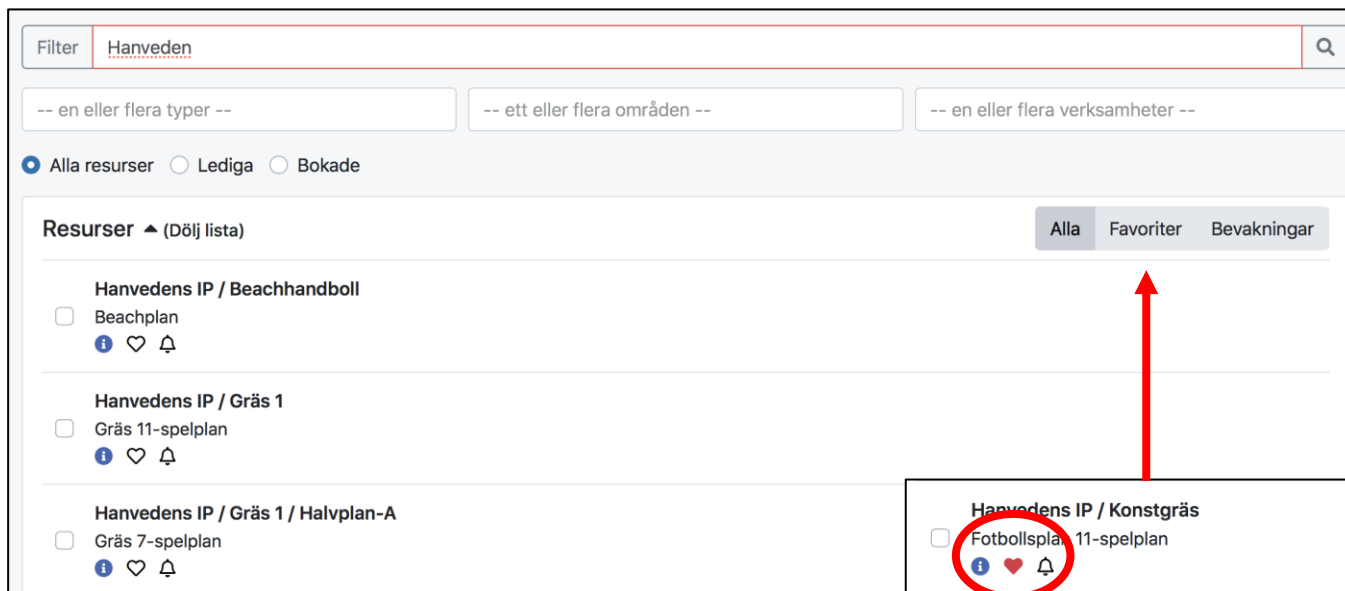 Filter Hanveden
-- en eller flera typer -- -- ett eller flera områden -- -- en eller flera verksamheter --
Alla resurser Lediga Bokade
Resurser (Dölj lista) Alla Favoriter Bevakningar
Hanvedens IP / Beachhandboll
Beachplan
Hanvedens IP / Gräs 1
Gräs 11-spelplan
Hanvedens IP / Gräs 1 / Halvplan-A
Gräs 7-spelplan
Hanvedens IP / Konstgräs
Fotbollsplan 11-spelplan